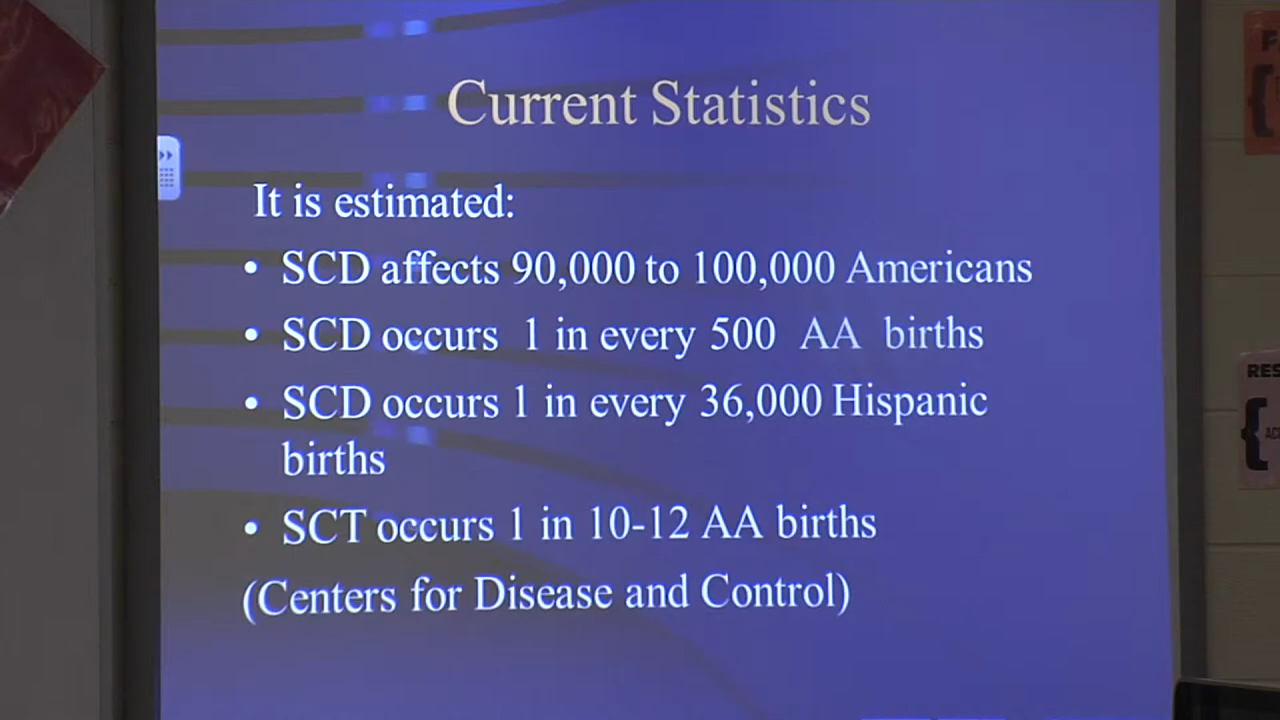 Current Statistics
It is estimated:
• SCD affects 90,000 to 100,000 Americans
• SCD occurs 1 in every 500 AA births
• SCD occurs 1 in every 36,000 Hispanic
births
• SCT occurs 1 in 10-12 AA births
(Centers for Disease and Control)
RES